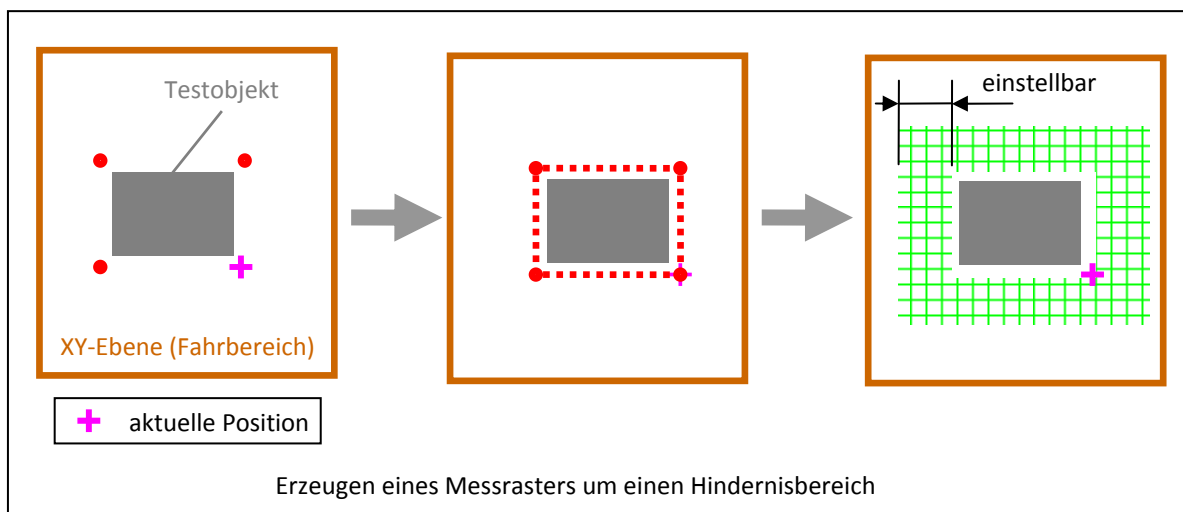 Testobjekt
XY-Ebene (Fahrbereich)
einstellbar
aktuelle Position
Erzeugen eines Messrasters um einen Hindernisbereich